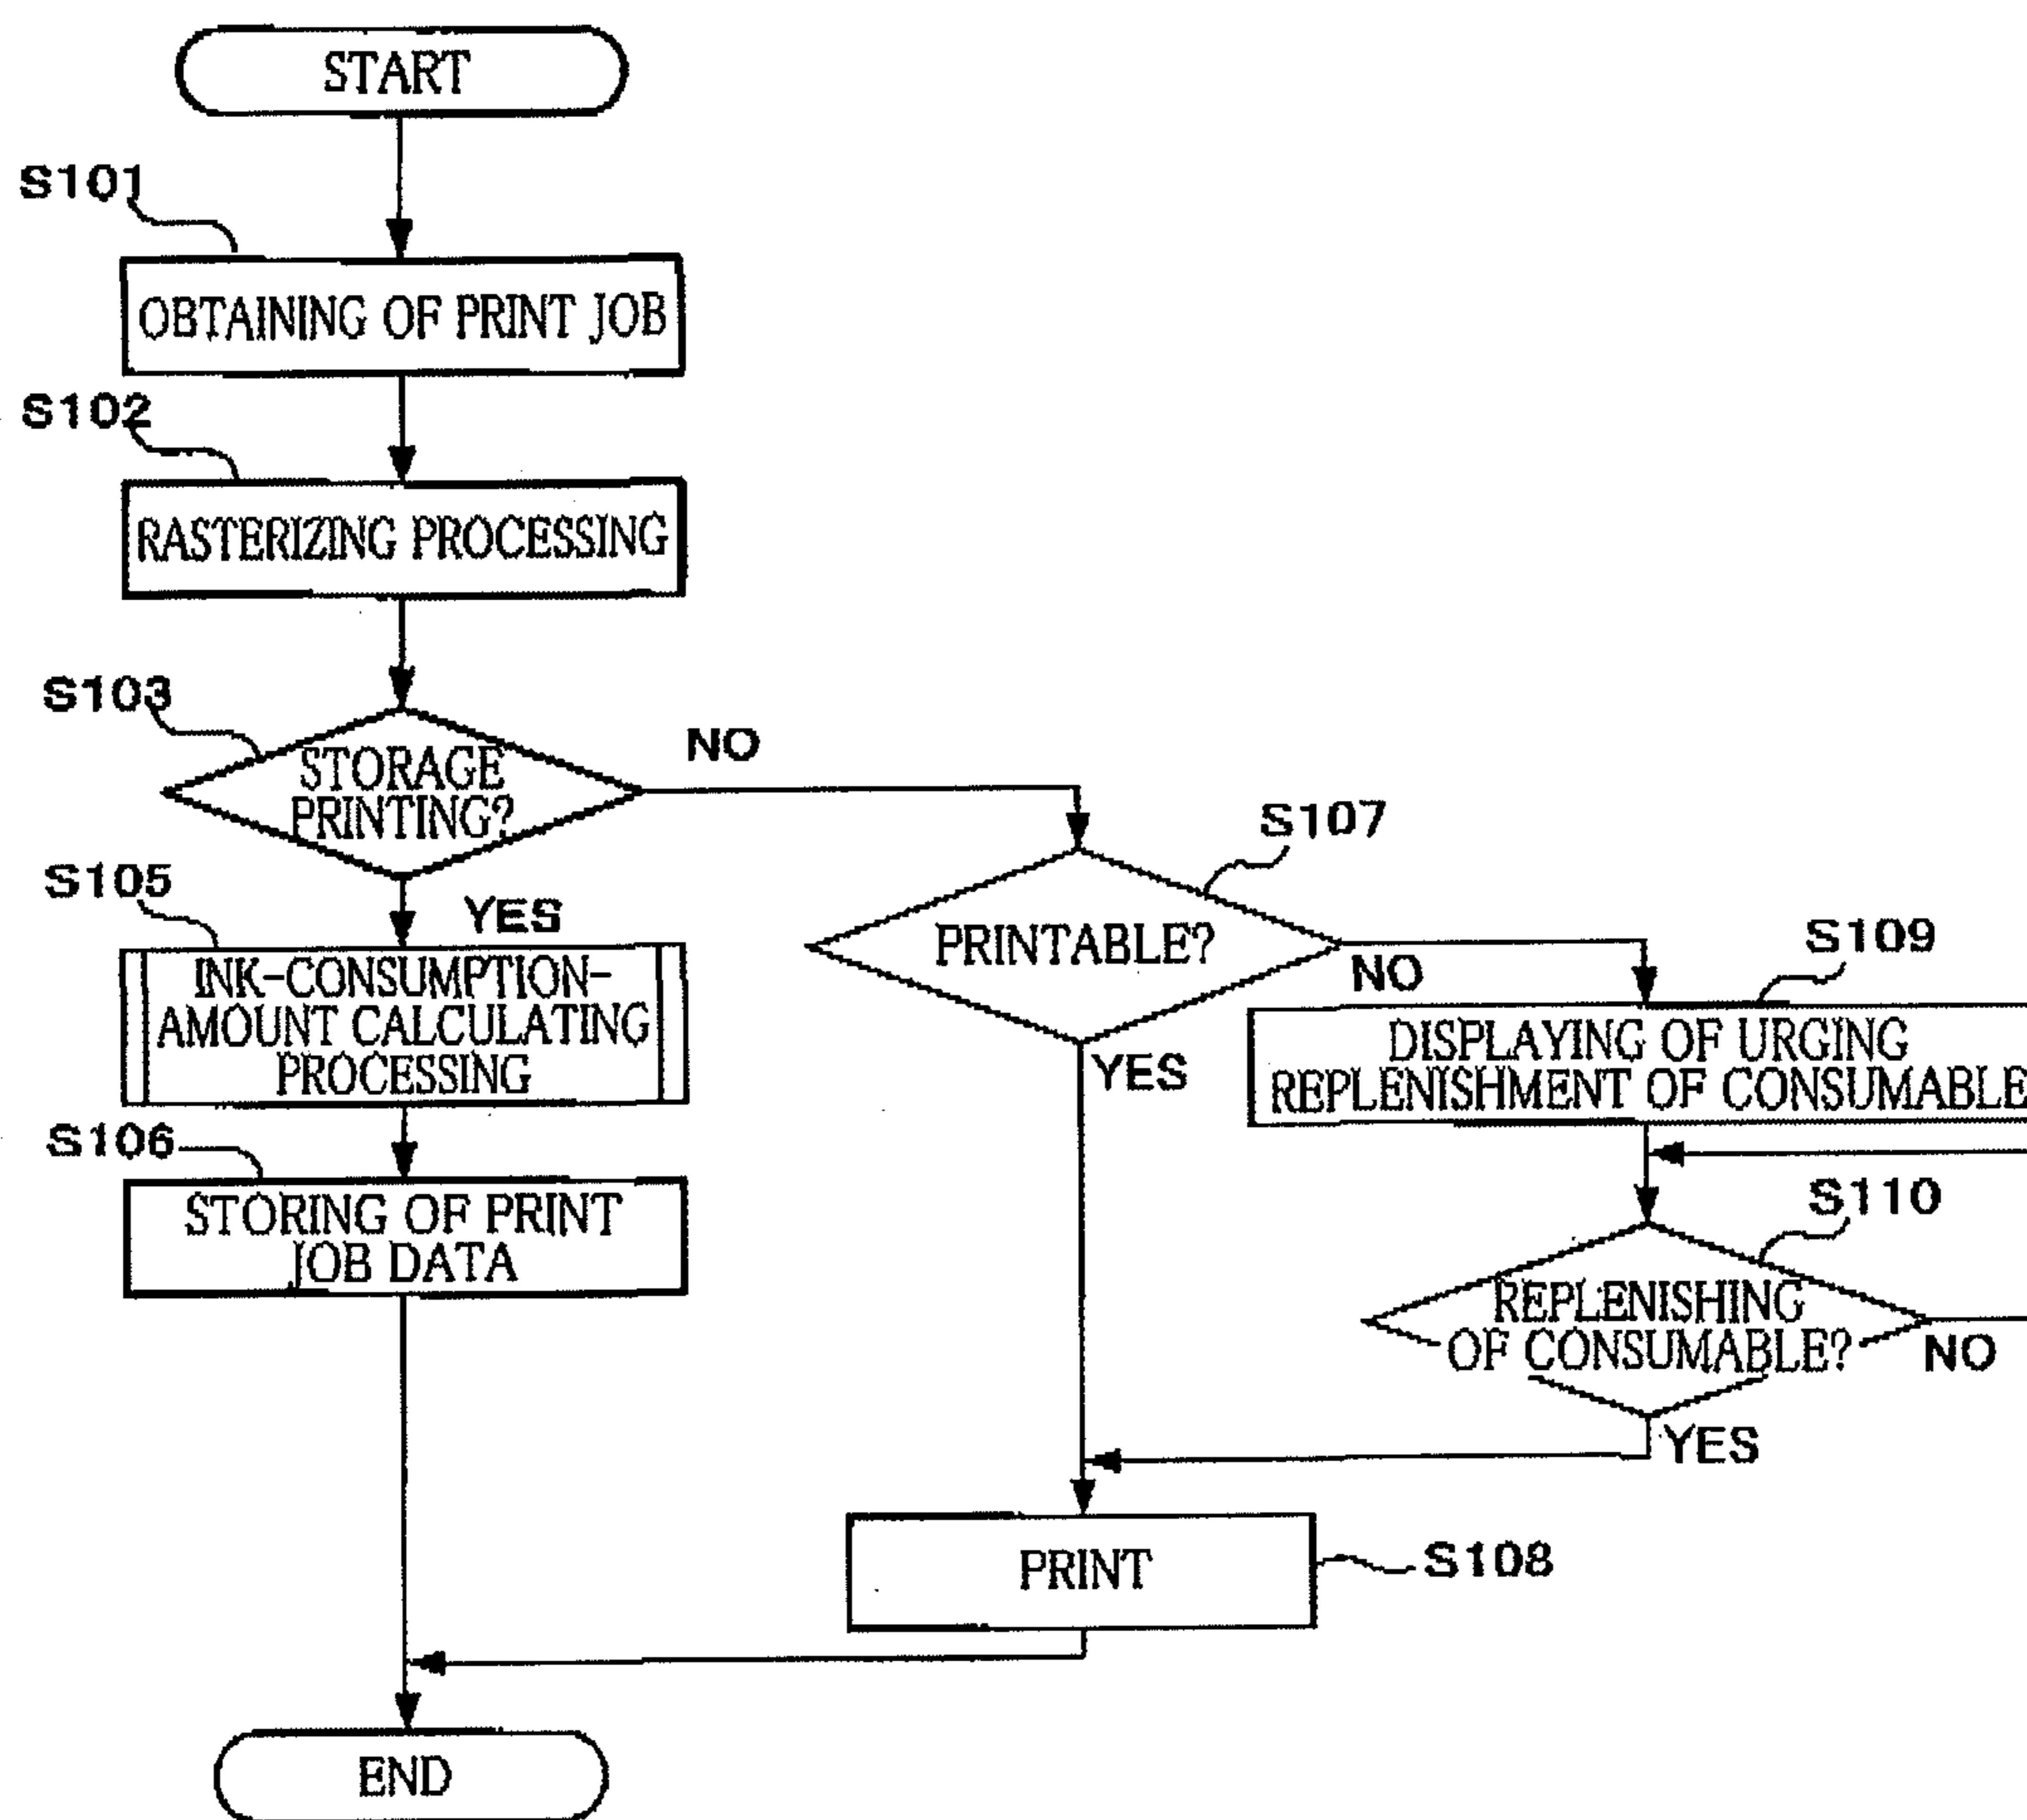 START
S101
OBTAINING OF PRINT JOB
S102
RASTERIZING PROCESSING
S103
STORAGE
PRINTING?
NO
S107
S105
YES
PRINTABLE?
NO
S109
INK-CONSUMPTION-
AMOUNT CALCULATING
PROCESSING
YES
DISPLAYING OF URGING
REPLENISHMENT OF CONSUMABLE
S106
STORING OF PRINT
JOB DATA
S110
REPLENISHING
OF CONSUMABLE?
NO
YES
PRINT
S108
END